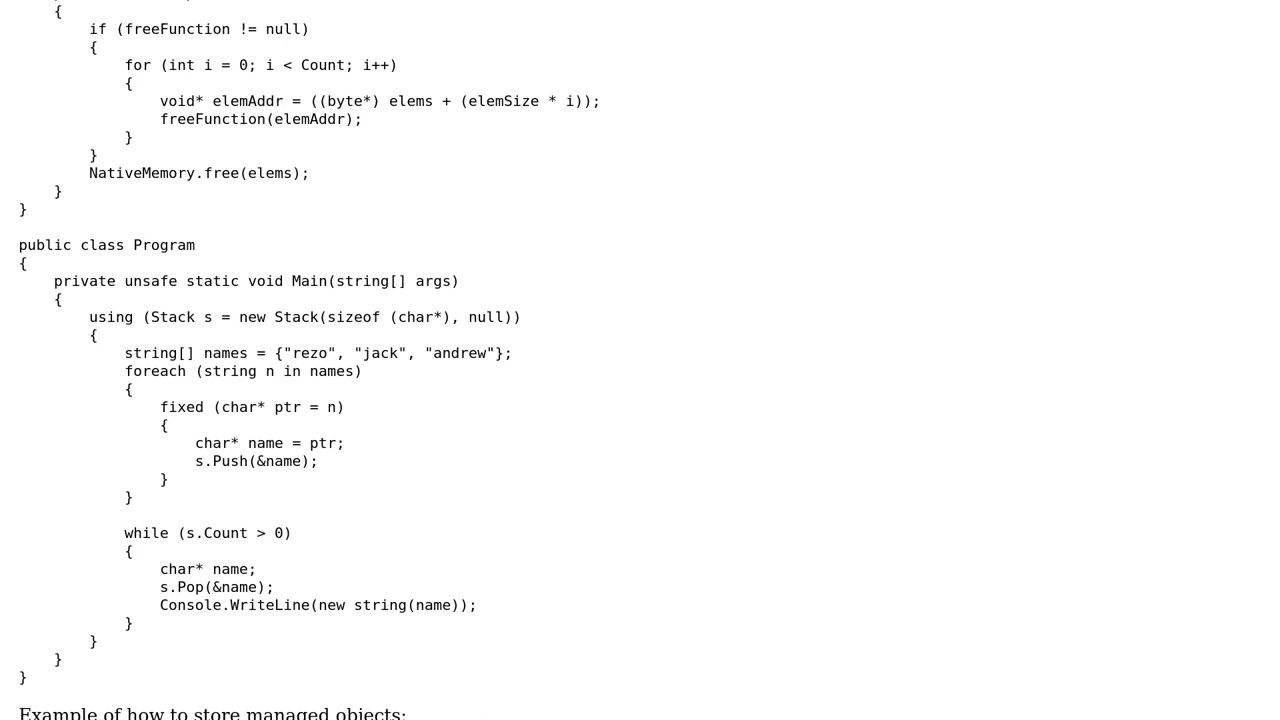 {
        if (freeFunction != null)
        {
            for (int i = 0; i < Count; i++)
            {
                void* elemAddr = ((byte*) elems + (elemSize * i));
                freeFunction(elemAddr);
            }
        }
        NativeMemory.free(elems);
    }
}

public class Program
{
    private unsafe static void Main(string[] args)
    {
        using (Stack s = new Stack(sizeof (char*), null))
        {
            string[] names = {"rezo", "jack", "andrew"};
            foreach (string n in names)
            {
                fixed (char* ptr = n)
                {
                    char* name = ptr;
                    s.Push(&name);
                }
            }

            while (s.Count > 0)
            {
                char* name;
                s.Pop(&name);
                Console.WriteLine(new string(name));
            }
        }
    }
}

Example of how to store managed objects: